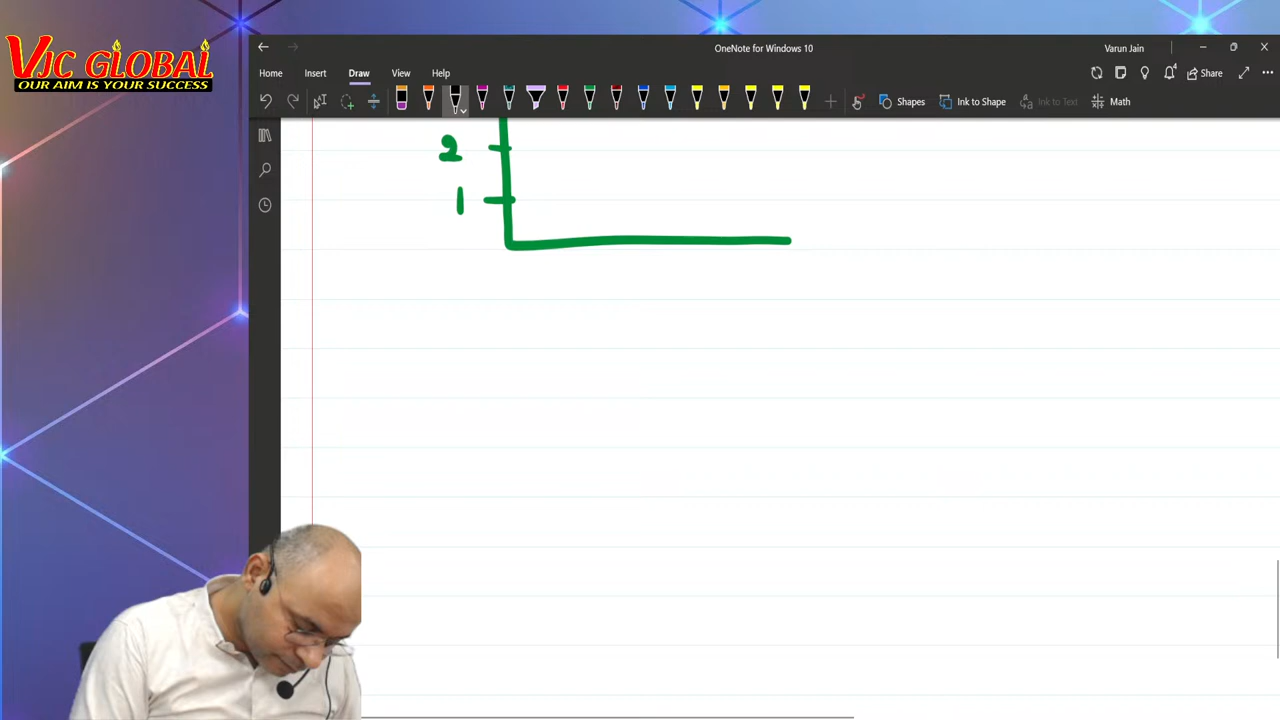 VJC GLOBAL
OUR AIM IS YOUR SUCCESS
OneNote for Windows 10
Varun Jain
Home Insert Draw View Help
4 Share
Shapes Ink to Shape Ink to Text Math
2
1